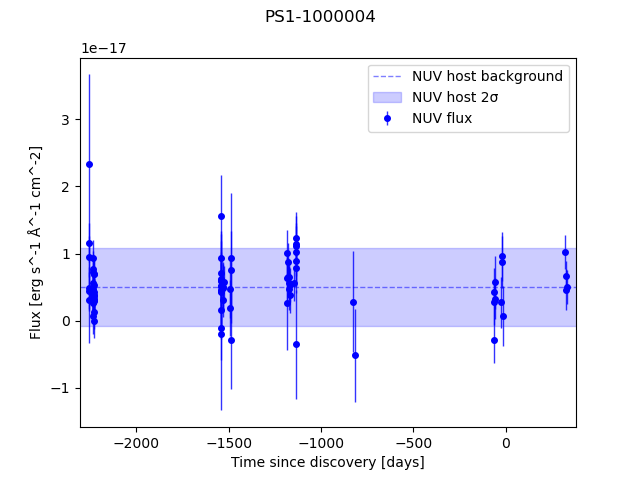 PS1-1000004
1e−17
NUV host background
NUV host 2σ
NUV flux
Flux [erg s^-1 Å^-1 cm^-2]
3
2
1
0
−1
−2000
−1500
−1000
−500
0
Time since discovery [days]